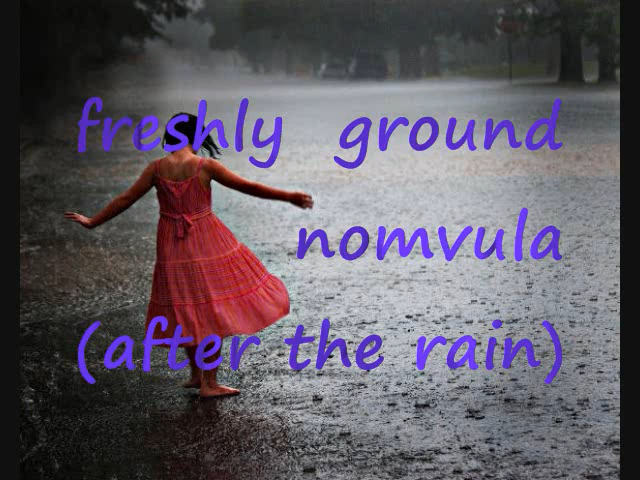 freshly ground
nomvula
(after the rain)